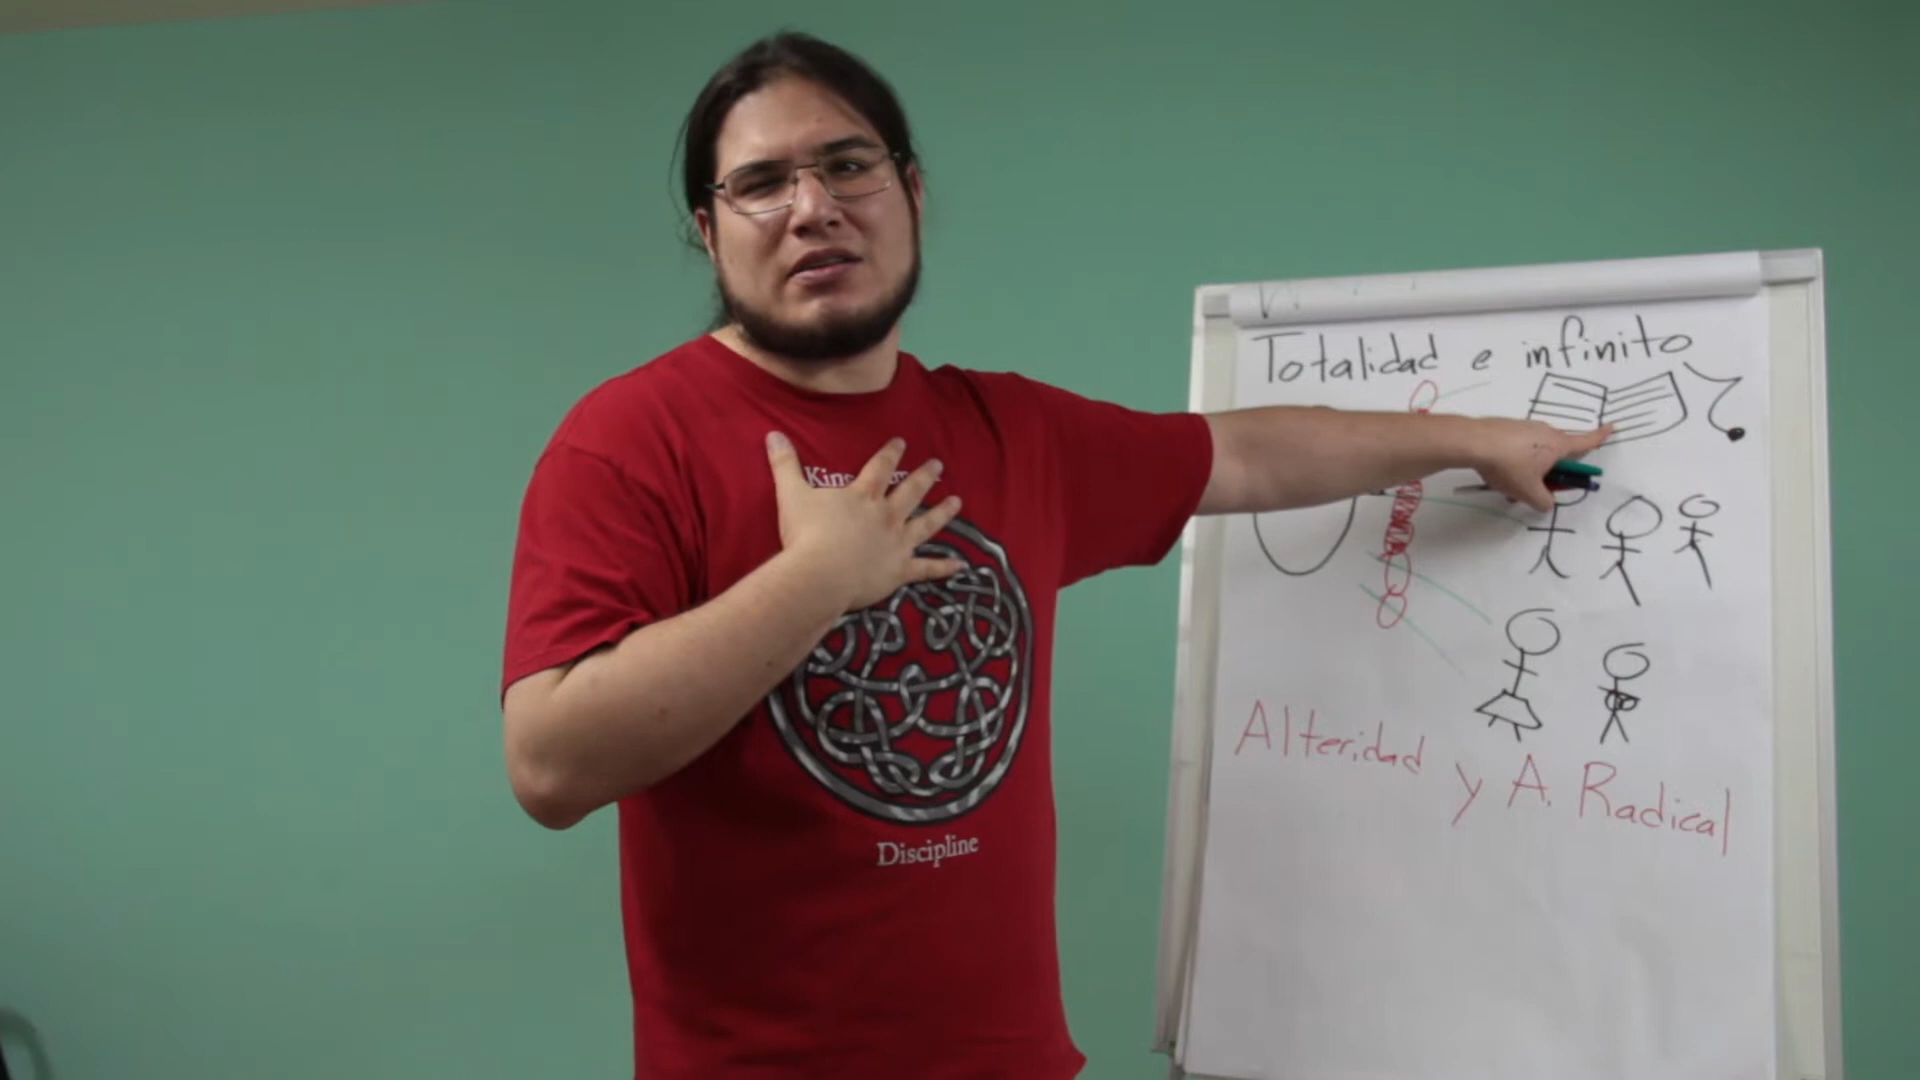 Totalidad e infinito
Alteridad y A. Radical
Discipline